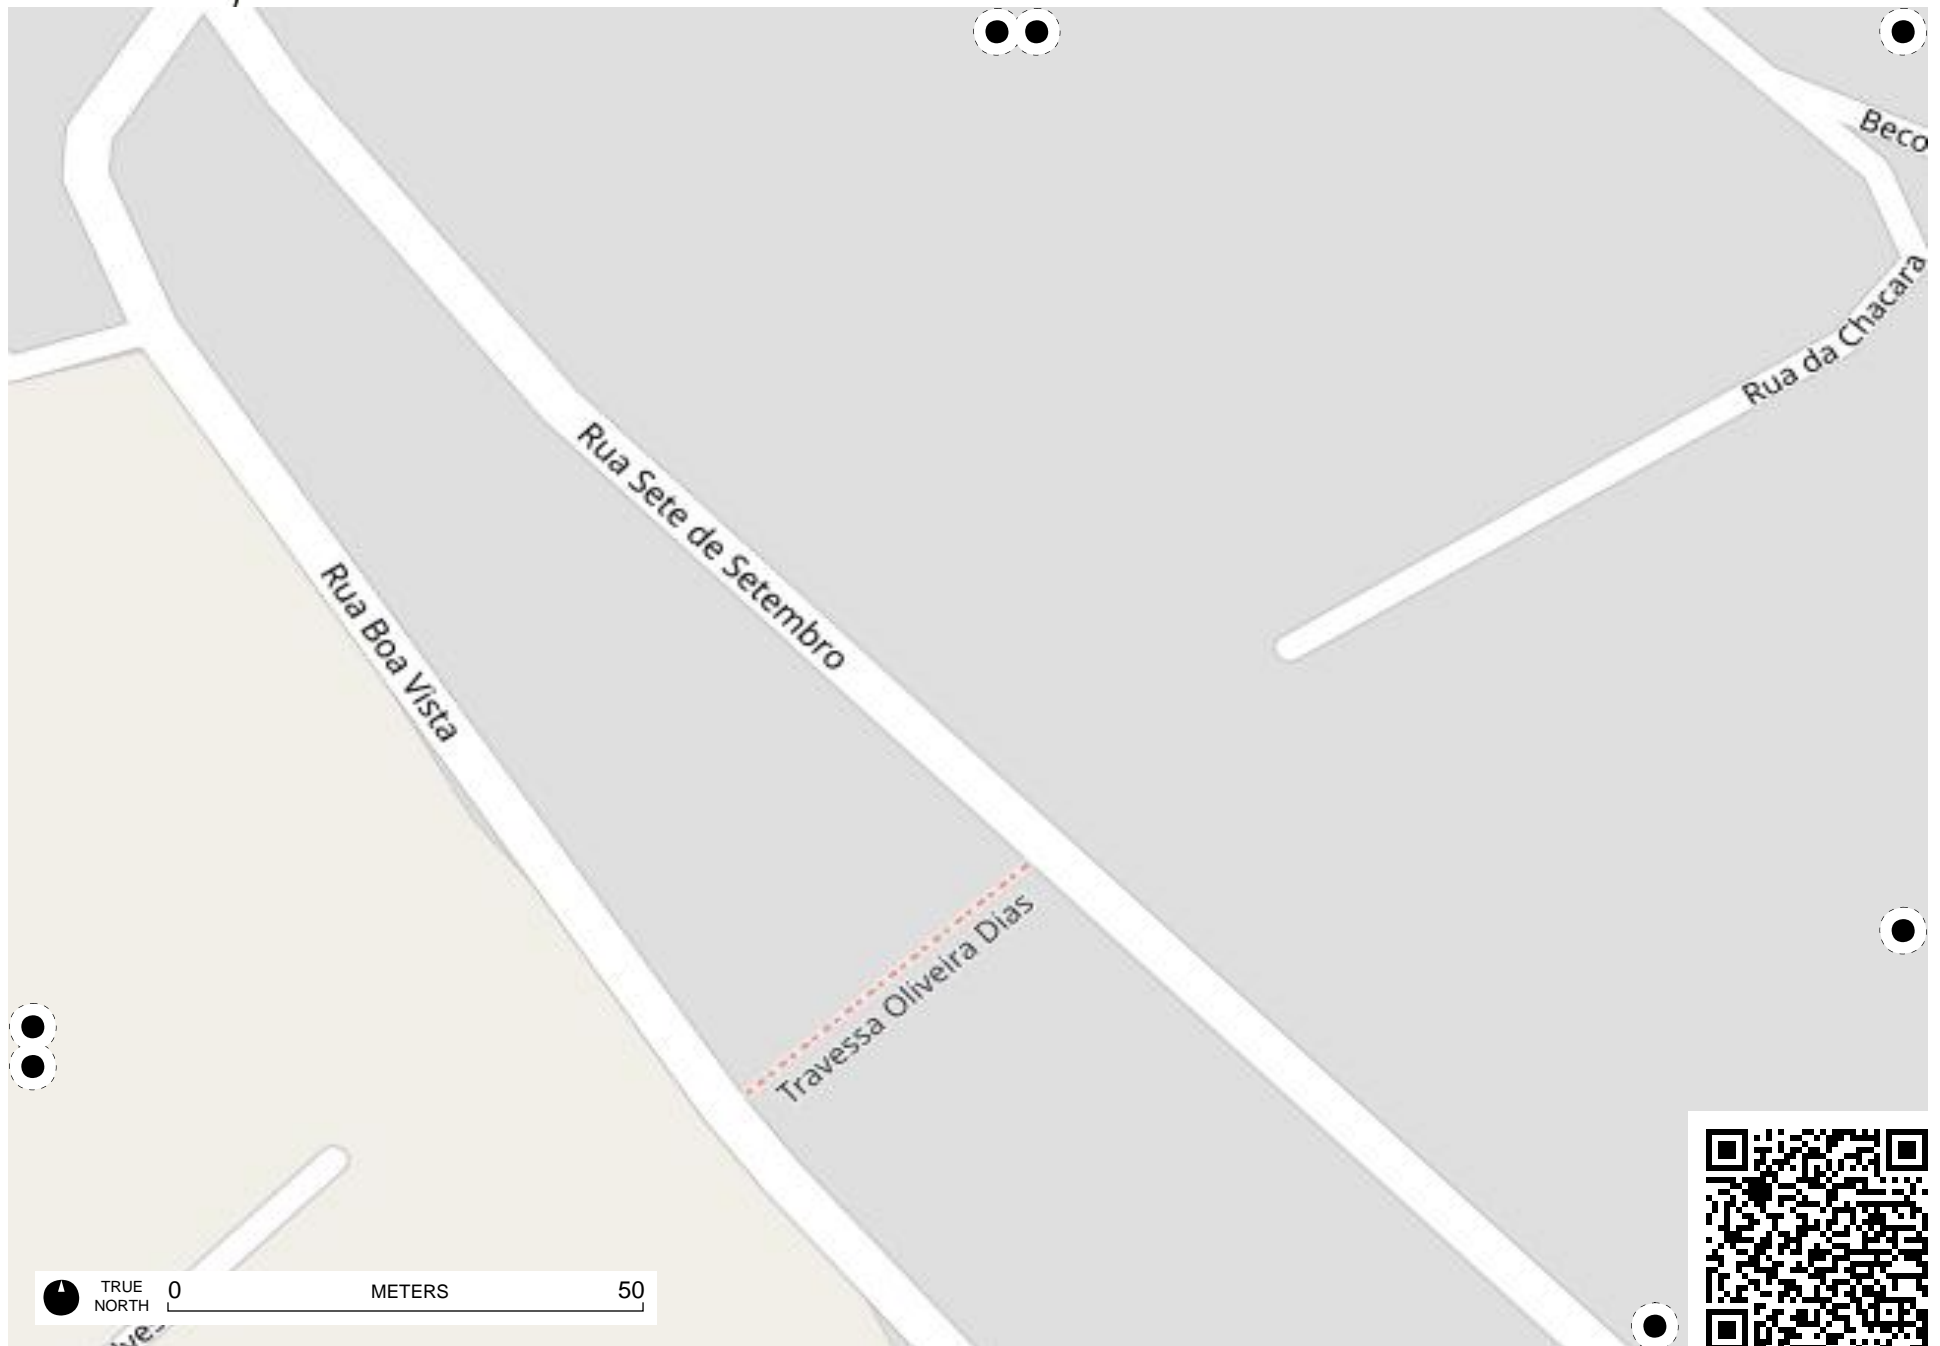 Beco
Rua da Chacara
Rua Sete de Setembro
Rua Boa Vista
Travessa Oliveira Dias
TRUE
NORTH
0 METERS 50